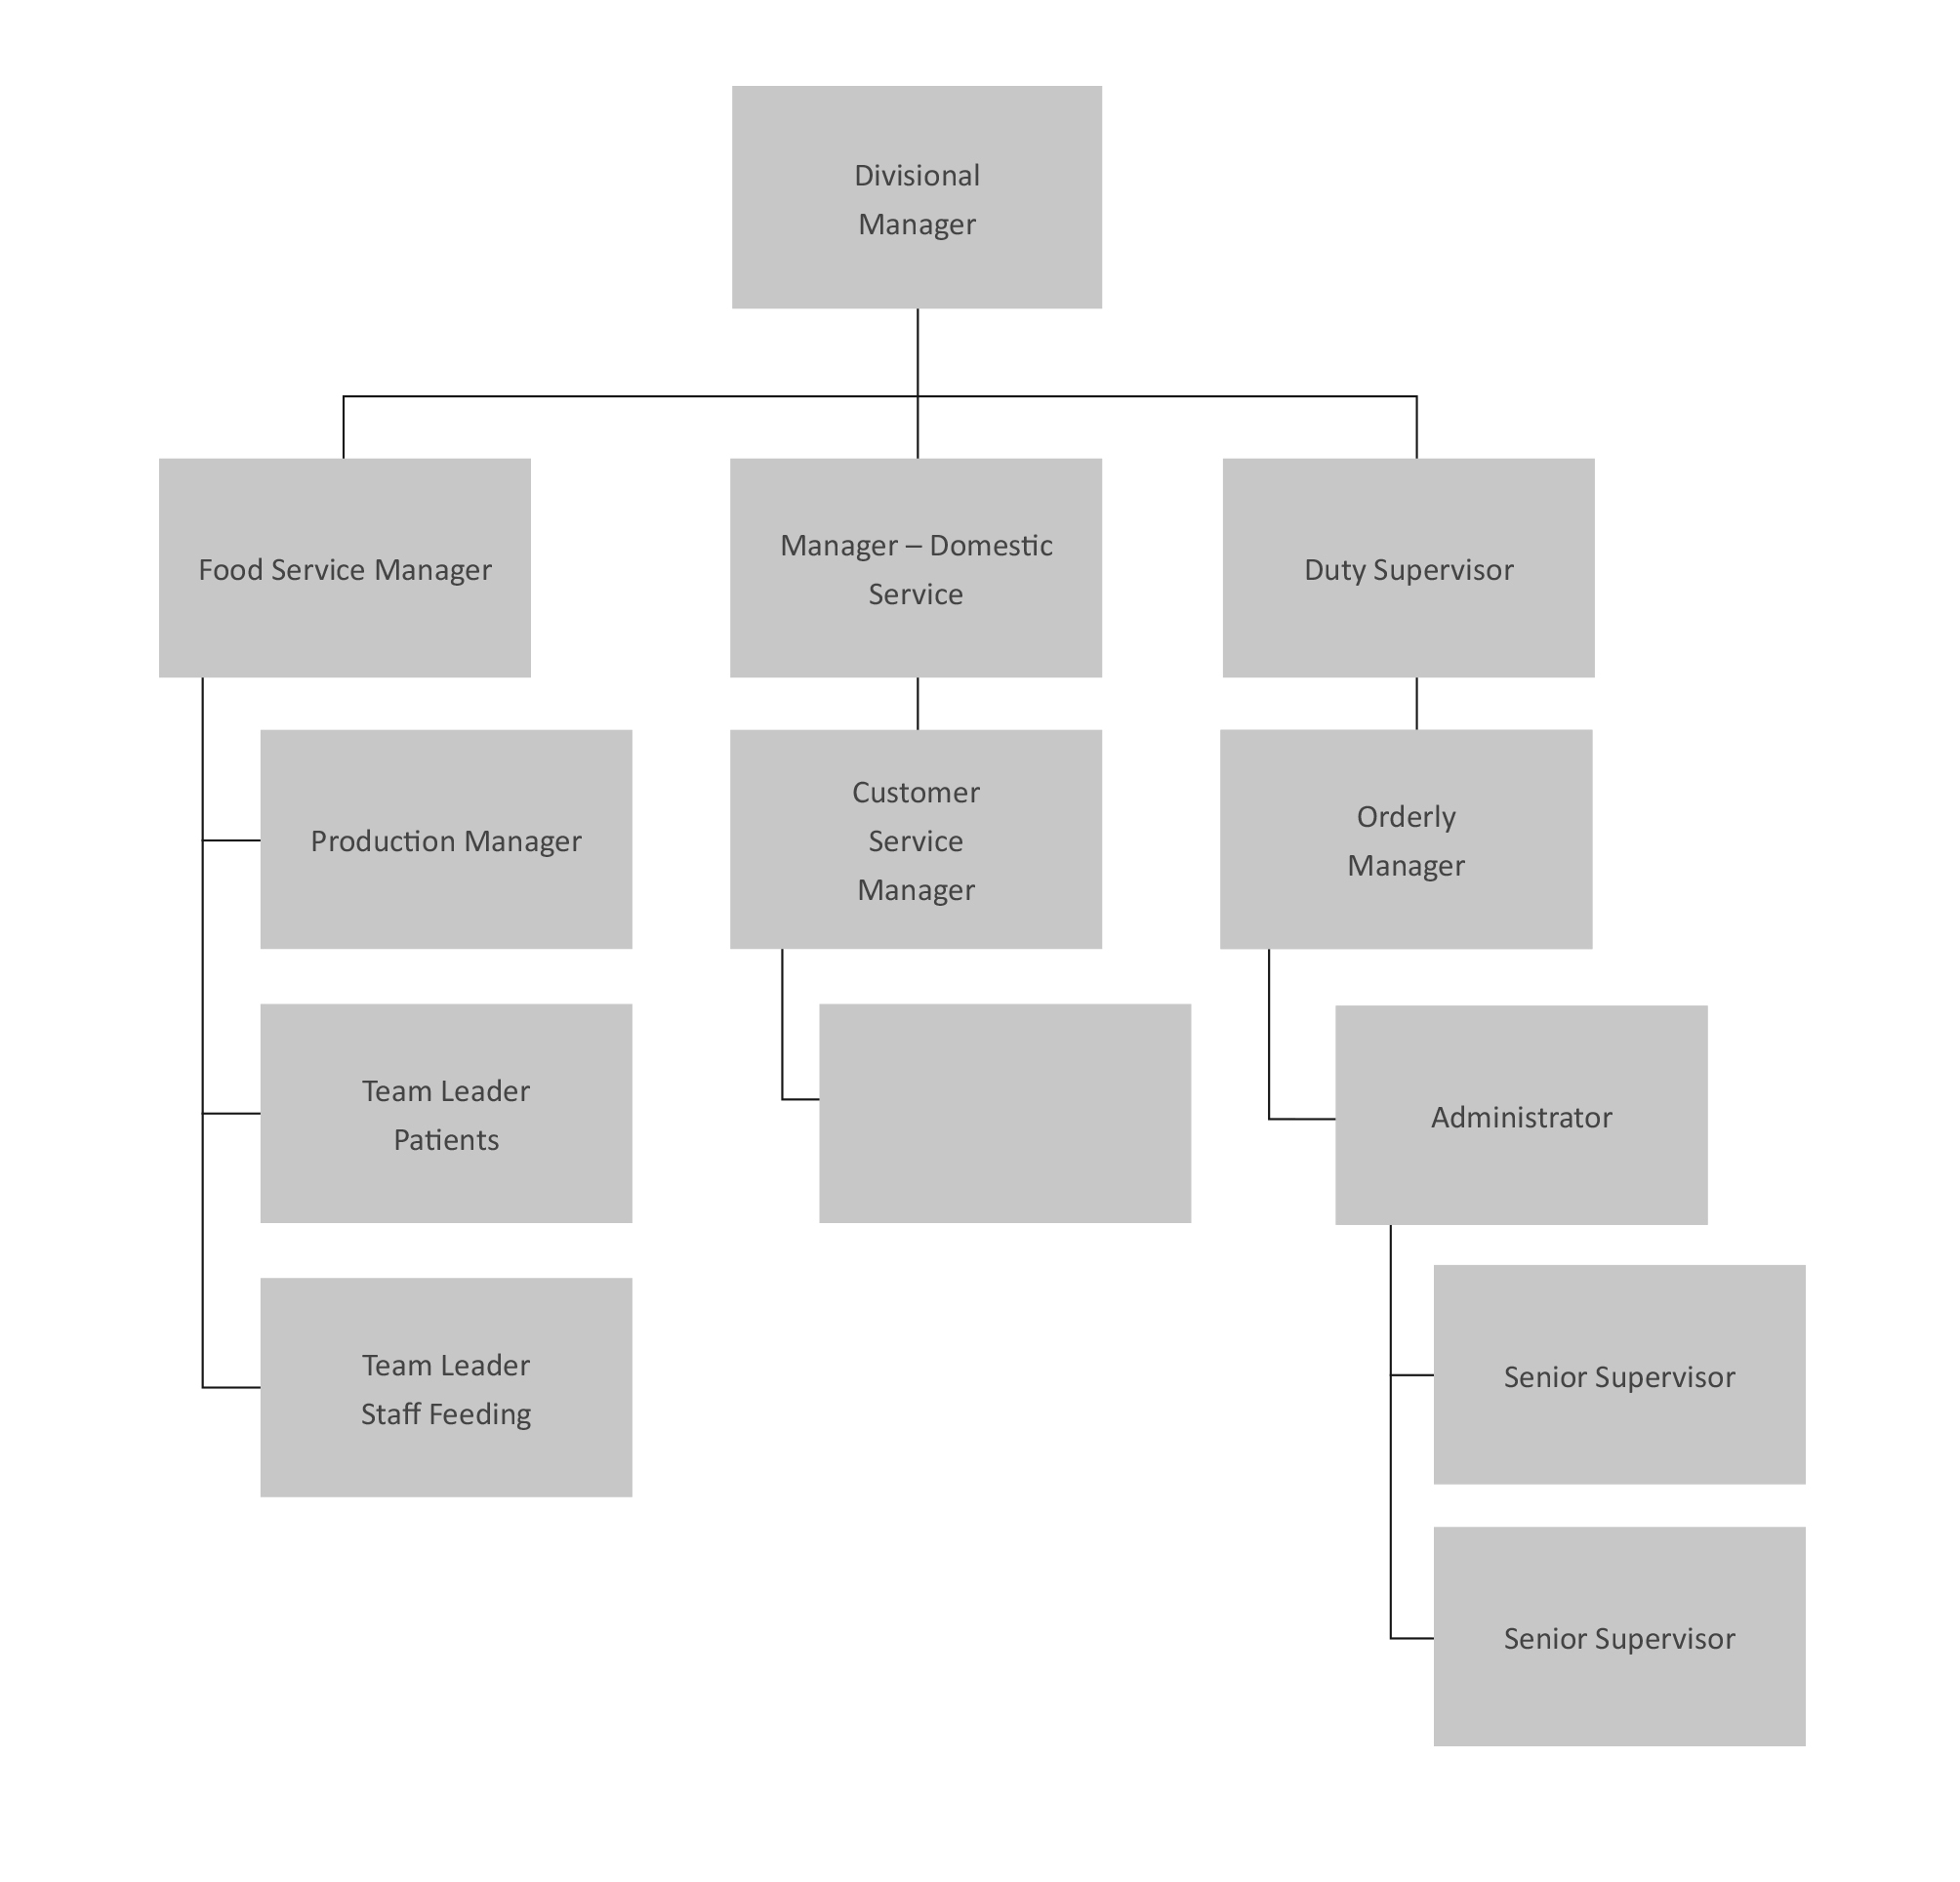 Divisional
Manager
Food Service Manager
Manager – Domestic
Service
Duty Supervisor
Production Manager
Customer
Service
Manager
Orderly
Manager
Team Leader
Patients
Administrator
Team Leader
Staff Feeding
Senior Supervisor
Senior Supervisor